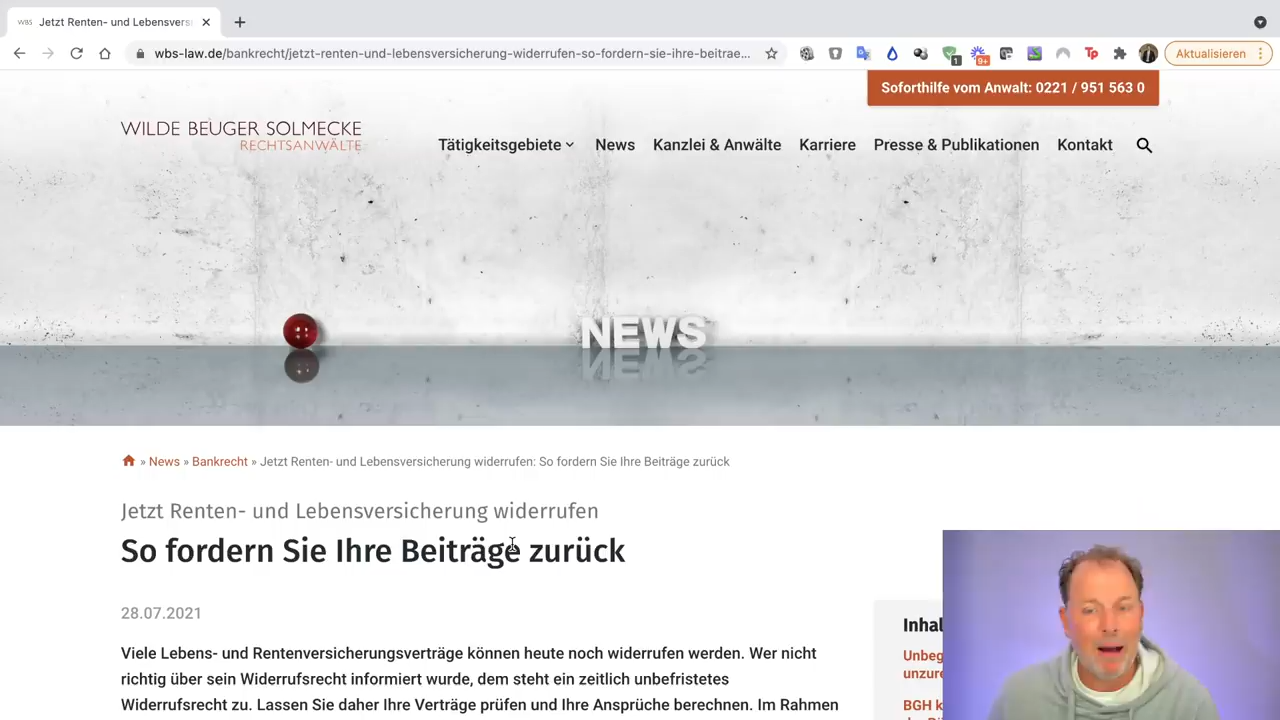 WBS Jetzt Renten- und Lebensvers
wbs-law.de/bankrecht/jetzt-renten-und-lebensversicherung-widerrufen-so-fordern-sie-ihre-beitrae...
1
9+
Tp
Aktualisieren
Soforthilfe vom Anwalt: 0221 / 951 563 0
WILDE BEUGER SOLMECKE
RECHTSANWÄLTE
Tätigkeitsgebiete News Kanzlei & Anwälte Karriere Presse & Publikationen Kontakt
NEWS
» News » Bankrecht » Jetzt Renten- und Lebensversicherung widerrufen: So fordern Sie Ihre Beiträge zurück
Jetzt Renten- und Lebensversicherung widerrufen
So fordern Sie Ihre Beiträge zurück
28.07.2021
Viele Lebens- und Rentenversicherungsverträge können heute noch widerrufen werden. Wer nicht
richtig über sein Widerrufsrecht informiert wurde, dem steht ein zeitlich unbefristetes
Widerrufsrecht zu. Lassen Sie daher Ihre Verträge prüfen und Ihre Ansprüche berechnen. Im Rahmen
Inhal
Unbeg
unzur
BGH k